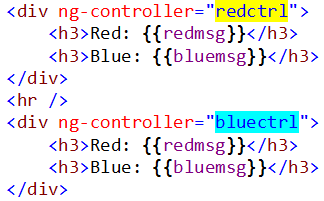 <div ng-controller="redctrl">
<h3>Red: {{redmsg}}</h3>
<h3>Blue: {{bluemsg}}</h3>
</div>
<hr />
<div ng-controller="bluectrl">
<h3>Red: {{redmsg}}</h3>
<h3>Blue: {{bluemsg}}</h3>
</div>